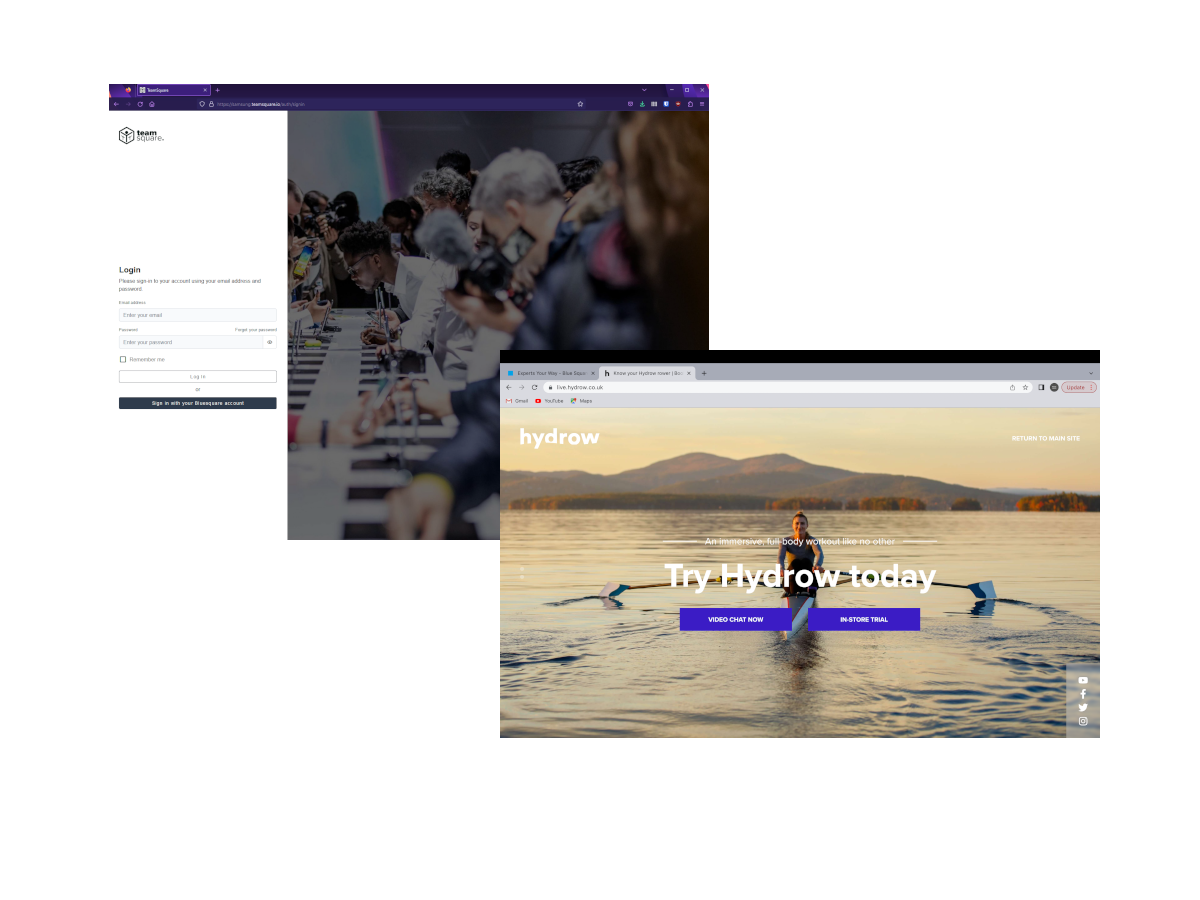 TeamSquare
https://samsung.teamsquare.io/auth/signin
team
square.
Login
Please sign-in to your account using your email address and
password
Email address
Enter your email
Password
Forgot your password
Enter your password
Remember me
Log in
or
Sign in with your Bluesquare account
Experts Your Way - Blue Squa
Know your Hydrow rower |
live.hydrow.co.uk
Update
Gmail
YouTube
Maps
hydrow
RETURN TO MAIN SITE
An immersive, full body workout like no other
Try Hydrow today
VIDEO CHAT NOW
IN-STORE TRIAL